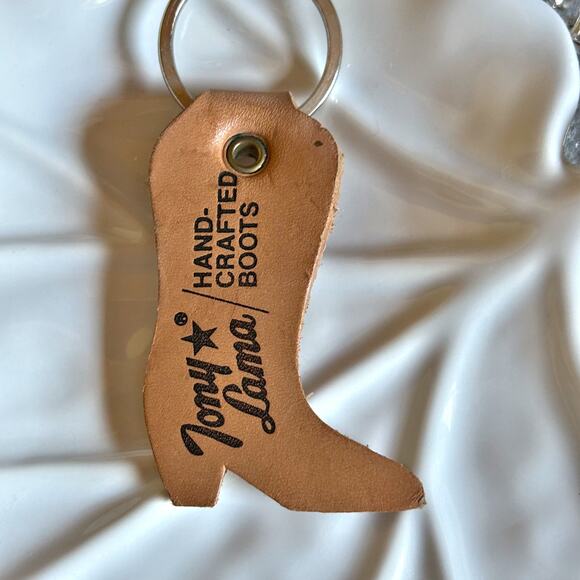 Tony★®
Lama
HAND-
CRAFTED
BOOTS